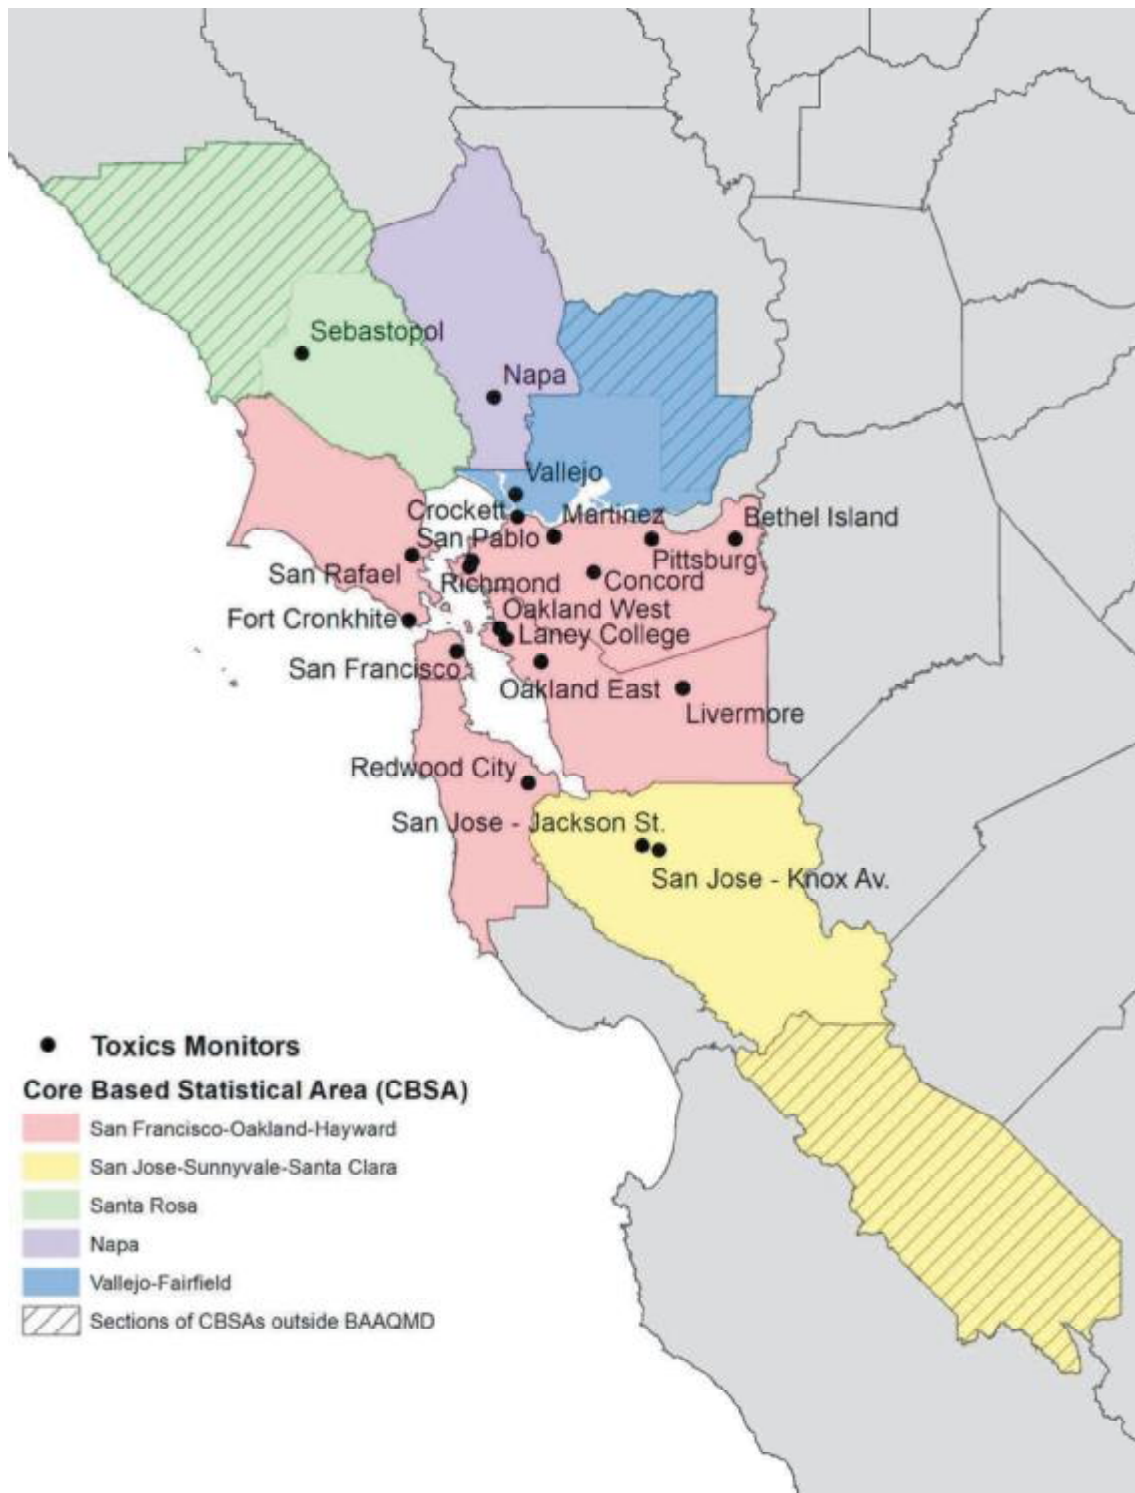 Sebastopol
Napa
Vallejo
Crockett
Martinez
Bethel Island
San Pablo
Pittsburg
San Rafael
Richmond
Concord
Oakland West
Fort Cronkhite
Laney College
San Francisco
Oakland East
Livermore
Redwood City
San Jose - Jackson St.
San Jose - Knox Av.
Toxics Monitors
Core Based Statistical Area (CBSA)
San Francisco-Oakland-Hayward
San Jose-Sunnyvale-Santa Clara
Santa Rosa
Napa
Vallejo-Fairfield
Sections of CBSAs outside BAAQMD